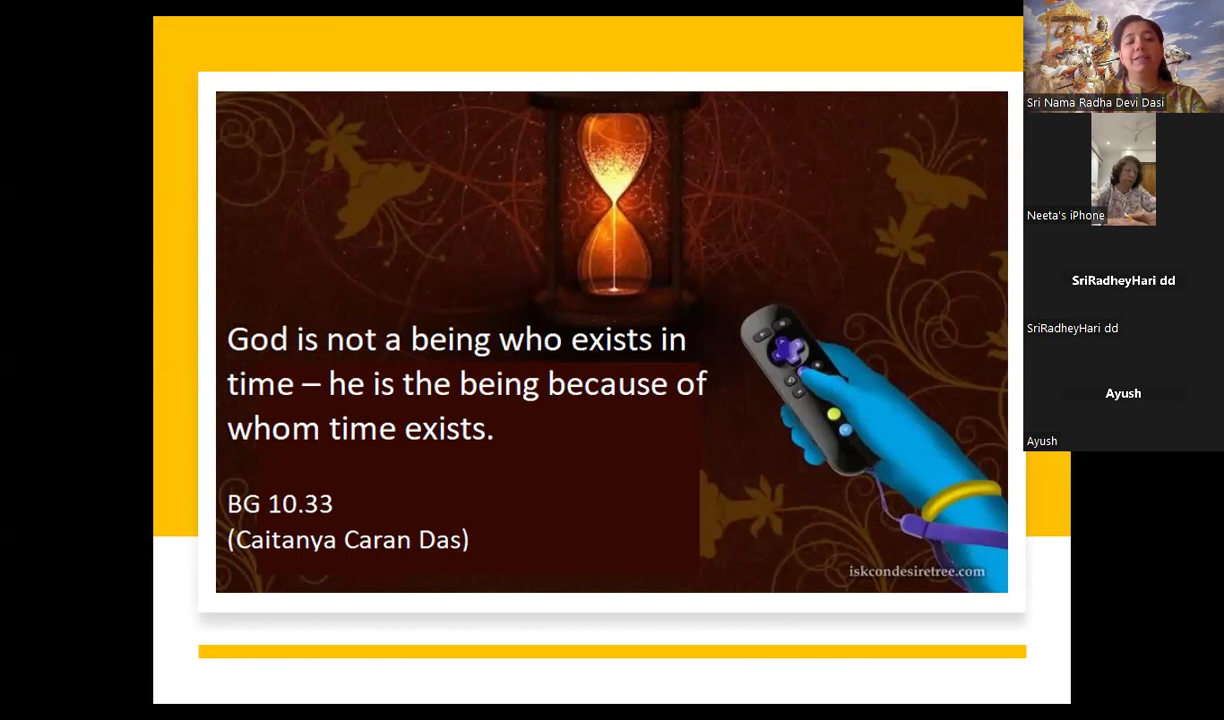 God is not a being who exists in
time – he is the being because of
whom time exists.
BG 10.33
(Caitanya Caran Das)
iskcondesiretree.com
Sri Nama Radha Devi Dasi
Neeta's iPhone
SriRadheyHari dd
SriRadheyHari dd
Ayush
Ayush